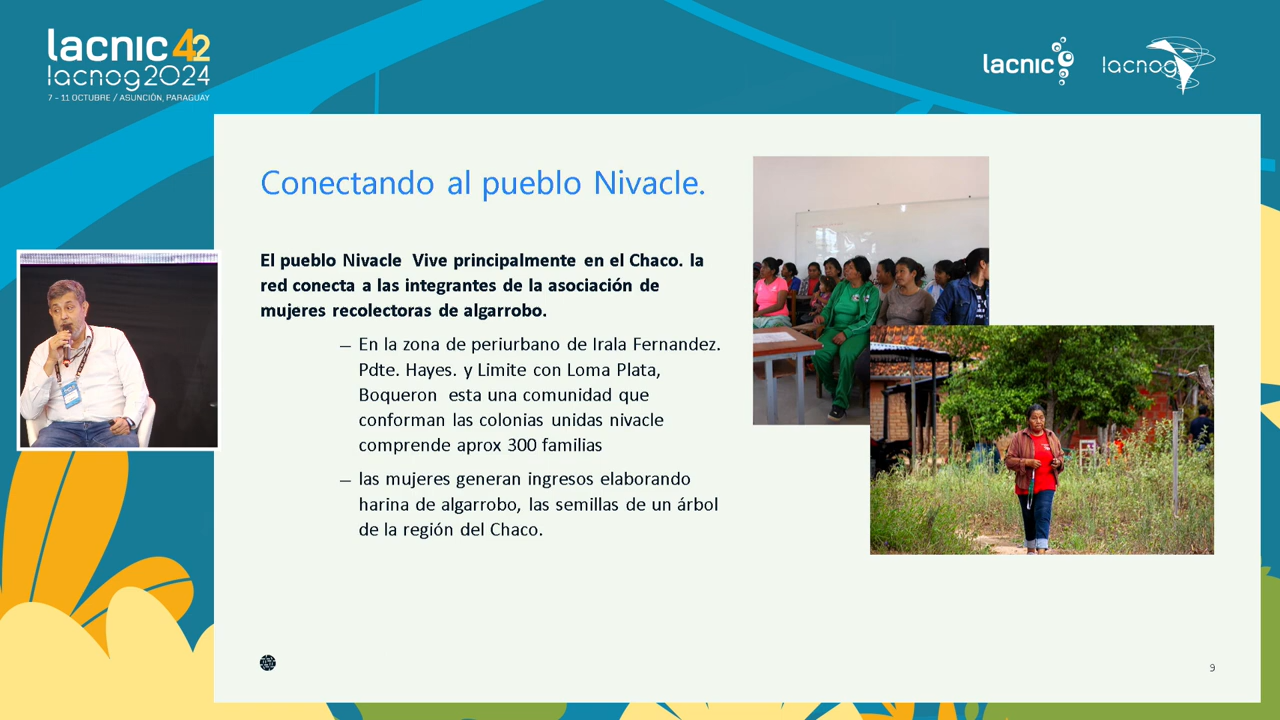 lacnic 42
lacnog2024
7 - 11 OCTUBRE / ASUNCIÓN, PARAGUAY
lacnic
lacnog
Conectando al pueblo Nivacle.
El pueblo Nivacle Vive principalmente en el Chaco. la
red conecta a las integrantes de la asociación de
mujeres recolectoras de algarrobo.
– En la zona de periurbano de Irala Fernandez.
Pdte. Hayes. y Limite con Loma Plata,
Boqueron esta una comunidad que
conforman las colonias unidas nivacle
comprende aprox 300 familias
– las mujeres generan ingresos elaborando
harina de algarrobo, las semillas de un árbol
de la región del Chaco.
9